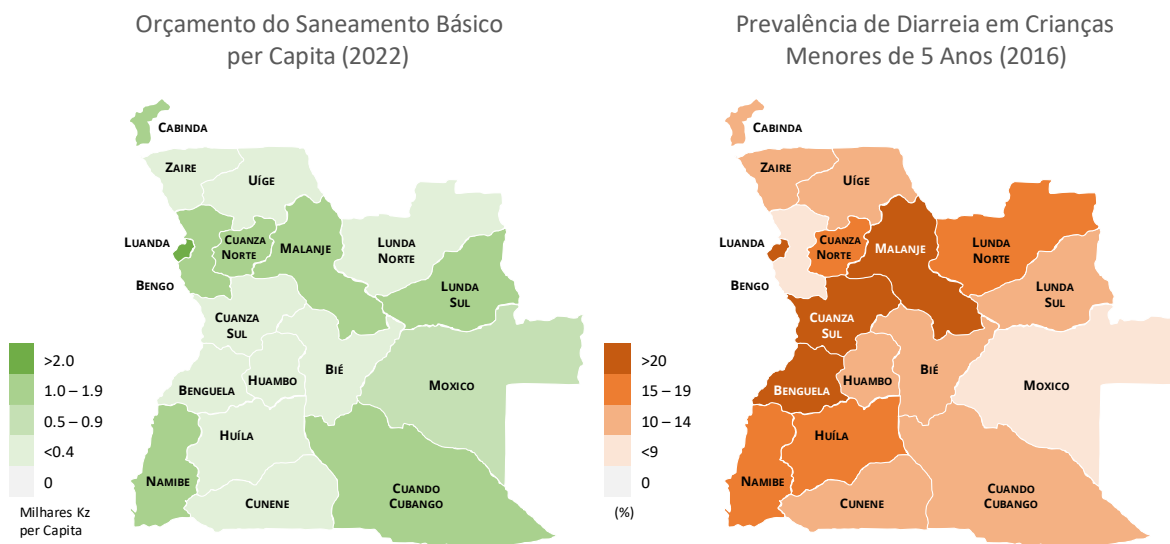 Orçamento do Saneamento Básico
per Capita (2022)
CABINDA
ZAIRE
UÍGE
LUANDA
CUANZA
NORTE
MALANJE
LUNDA
NORTE
BENGO
LUNDA
SUL
CUANZA
SUL
BIÉ
HUAMBO
BENGUELA
MOXICO
HUÍLA
NAMIBE
CUNENE
CUANDO
CUBANGO
>2.0
1.0 – 1.9
0.5 – 0.9
<0.4
0
Milhares Kz
per Capita
Prevalência de Diarreia em Crianças
Menores de 5 Anos (2016)
CABINDA
ZAIRE
UÍGE
LUANDA
CUANZA
NORTE
MALANJE
LUNDA
NORTE
BENGO
LUNDA
SUL
CUANZA
SUL
BIÉ
HUAMBO
BENGUELA
MOXICO
HUÍLA
NAMIBE
CUNENE
CUANDO
CUBANGO
>20
15 – 19
10 – 14
<9
0
(%)